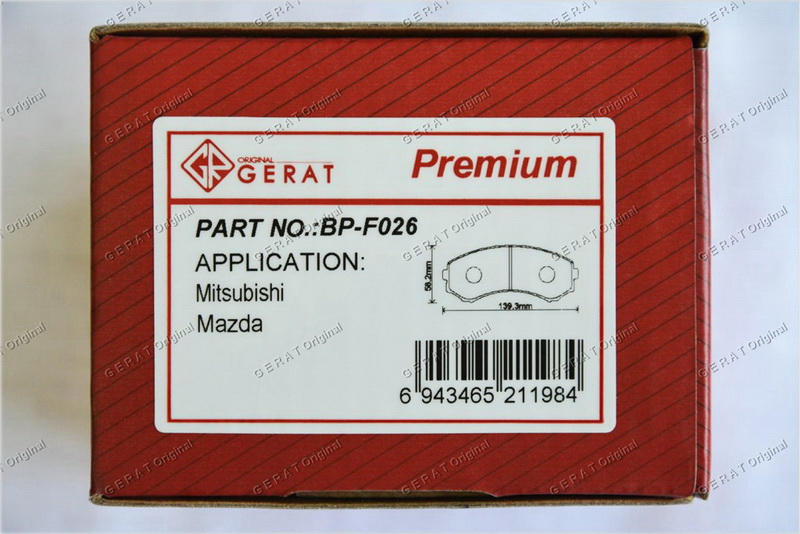 ORIGINAL
GERAT
Premium
PART NO.:BP-F026
APPLICATION:
Mitsubishi
Mazda
58.2mm
139.3mm
6 943465 211984
GERAT Original